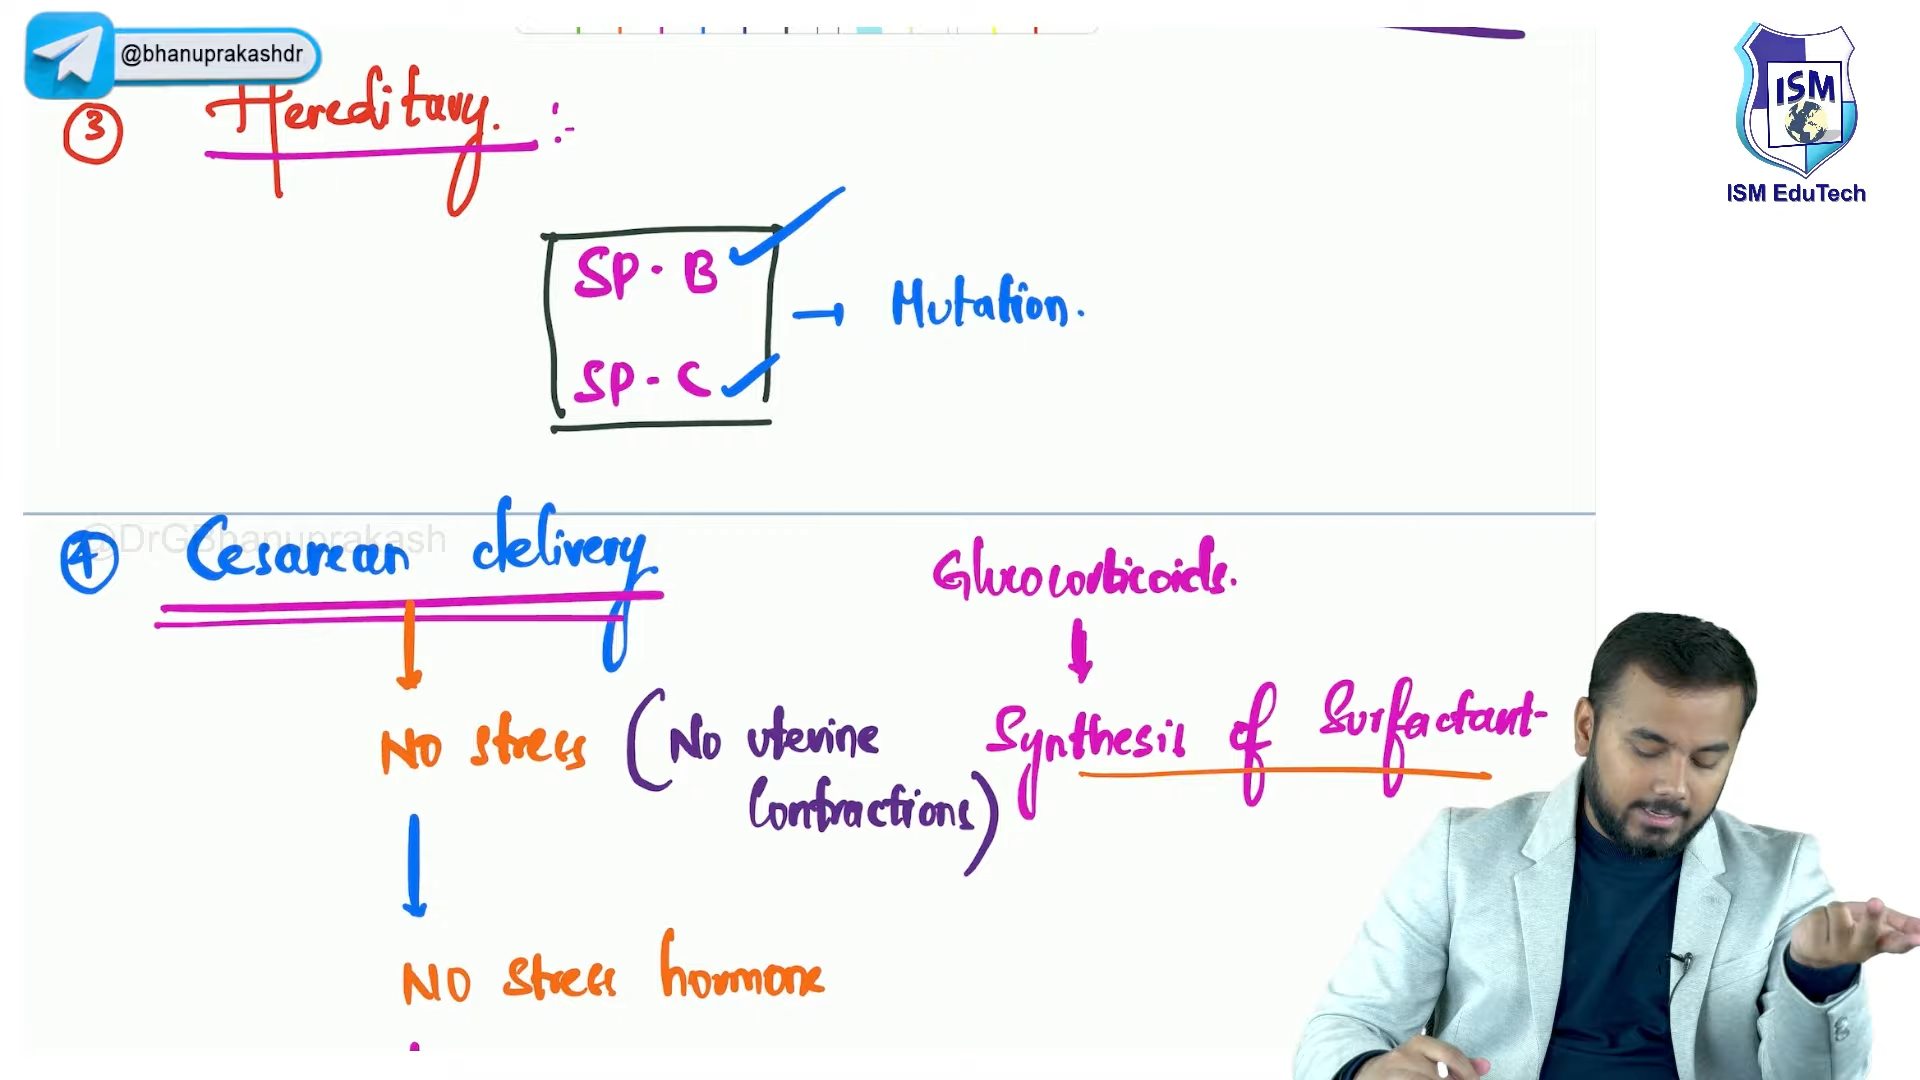 @bhanuprakashdr
ISM
ISM EduTech
3 Hereditary :-
SP - B
SP - C
Mutation.
@DrGBhanuprakash
4 Cesarean delivery
Glucocorticoids.
No stress (No uterine contractions)
Synthesis of Surfactant
No stress hormone